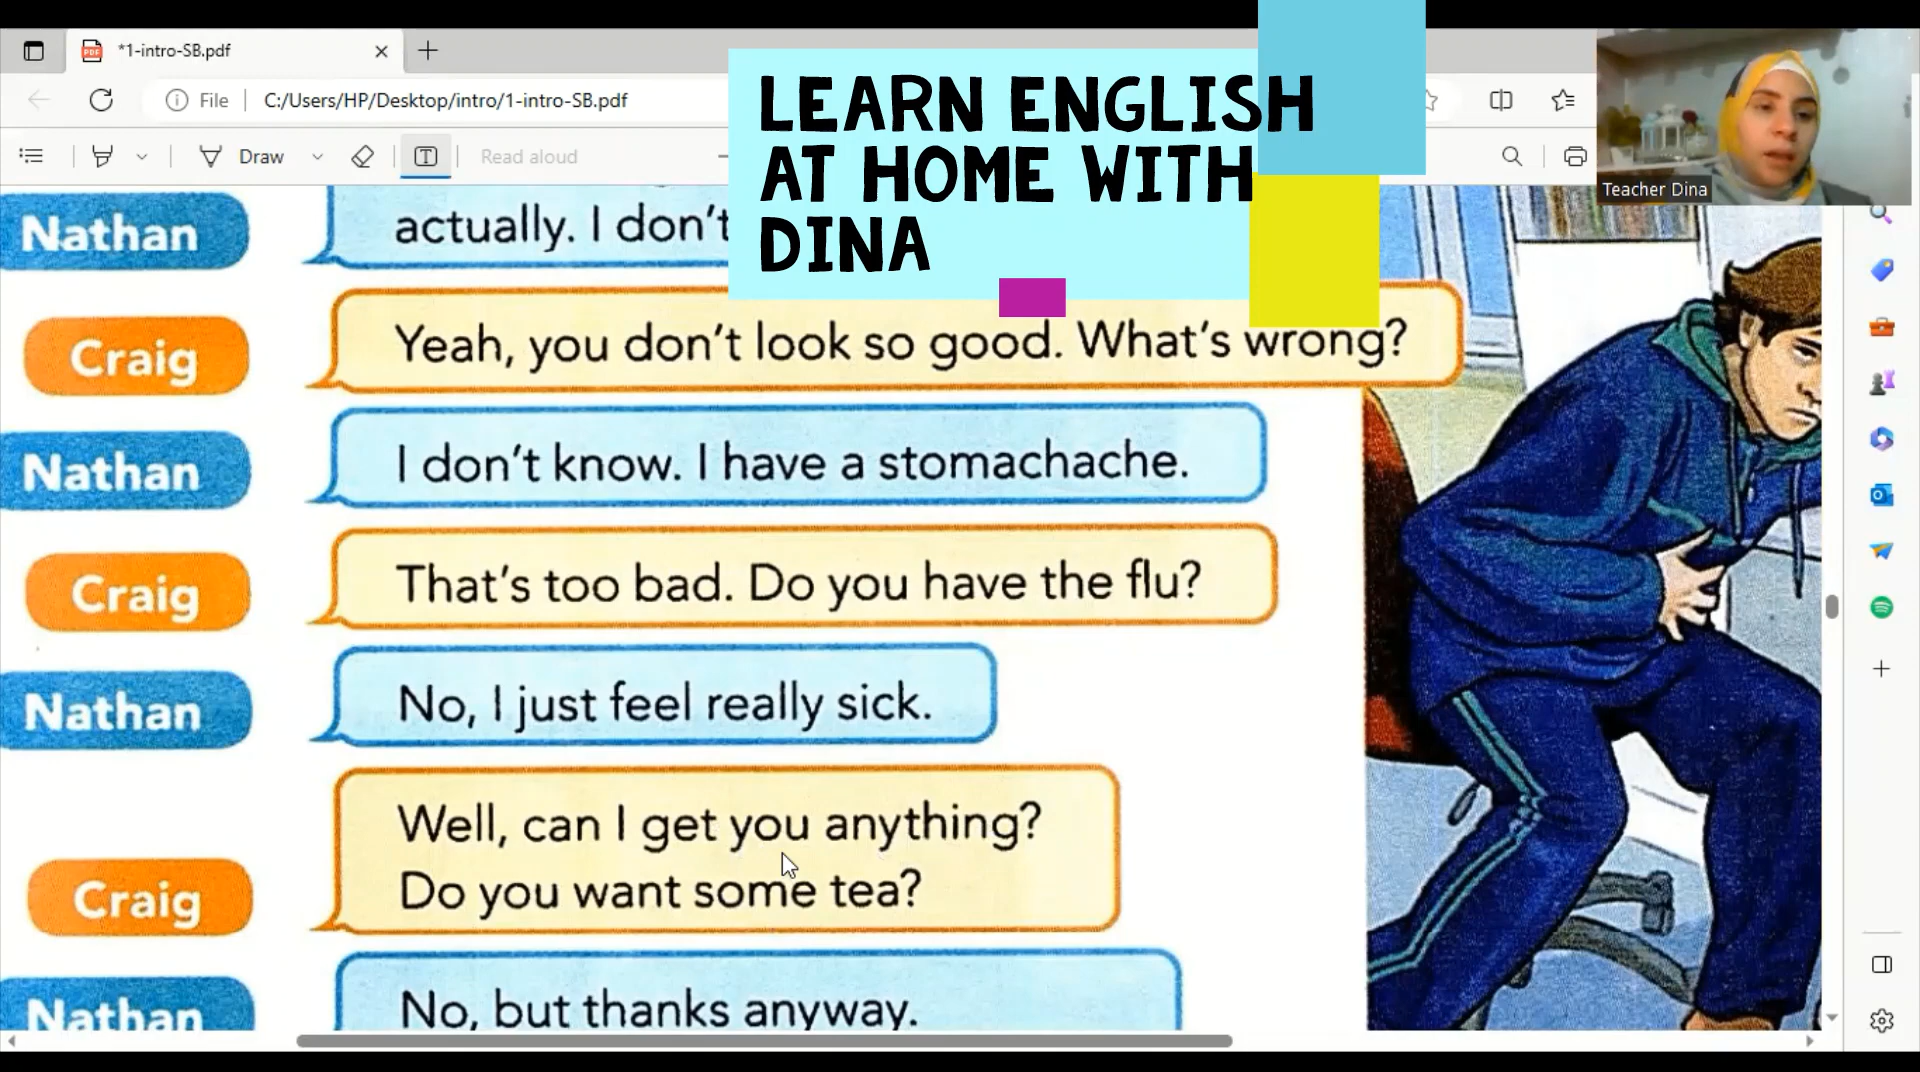 *1-intro-SB.pdf
File
C:/Users/HP/Desktop/intro/1-intro-SB.pdf
Draw
Read aloud
LEARN ENGLISH
AT HOME WITH
DINA
Teacher Dina
Nathan
actually. I don't
Craig
Yeah, you don't look so good. What's wrong?
Nathan
I don't know. I have a stomachache.
Craig
That's too bad. Do you have the flu?
Nathan
No, I just feel really sick.
Craig
Well, can I get you anything?
Do you want some tea?
Nathan
No, but thanks anyway.